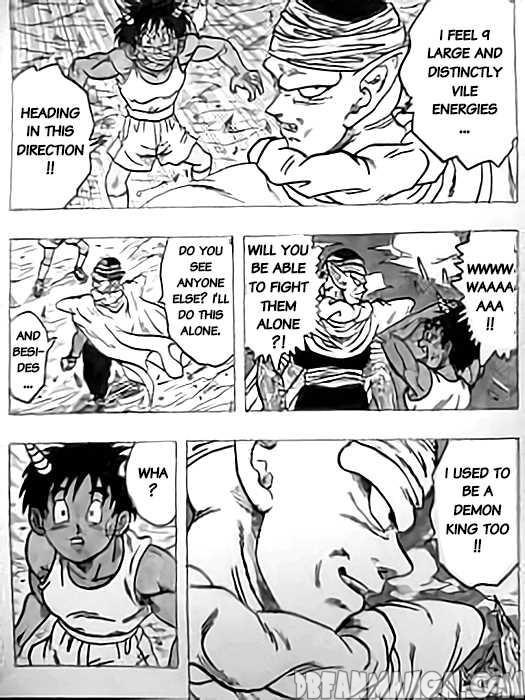 I FEEL 9
LARGE AND
DISTINCTLY
VILE
ENERGIES
...
HEADING
IN THIS
DIRECTION
!!
WWWW
WAAAA
AAA
!!
WILL YOU
BE ABLE
TO FIGHT
THEM
ALONE
?!
DO YOU
SEE
ANYONE
ELSE? I'LL
DO THIS
ALONE.
AND
BESI-
DES
...
I USED
TO BE
A
DEMON
KING TOO
!!
WHA
?